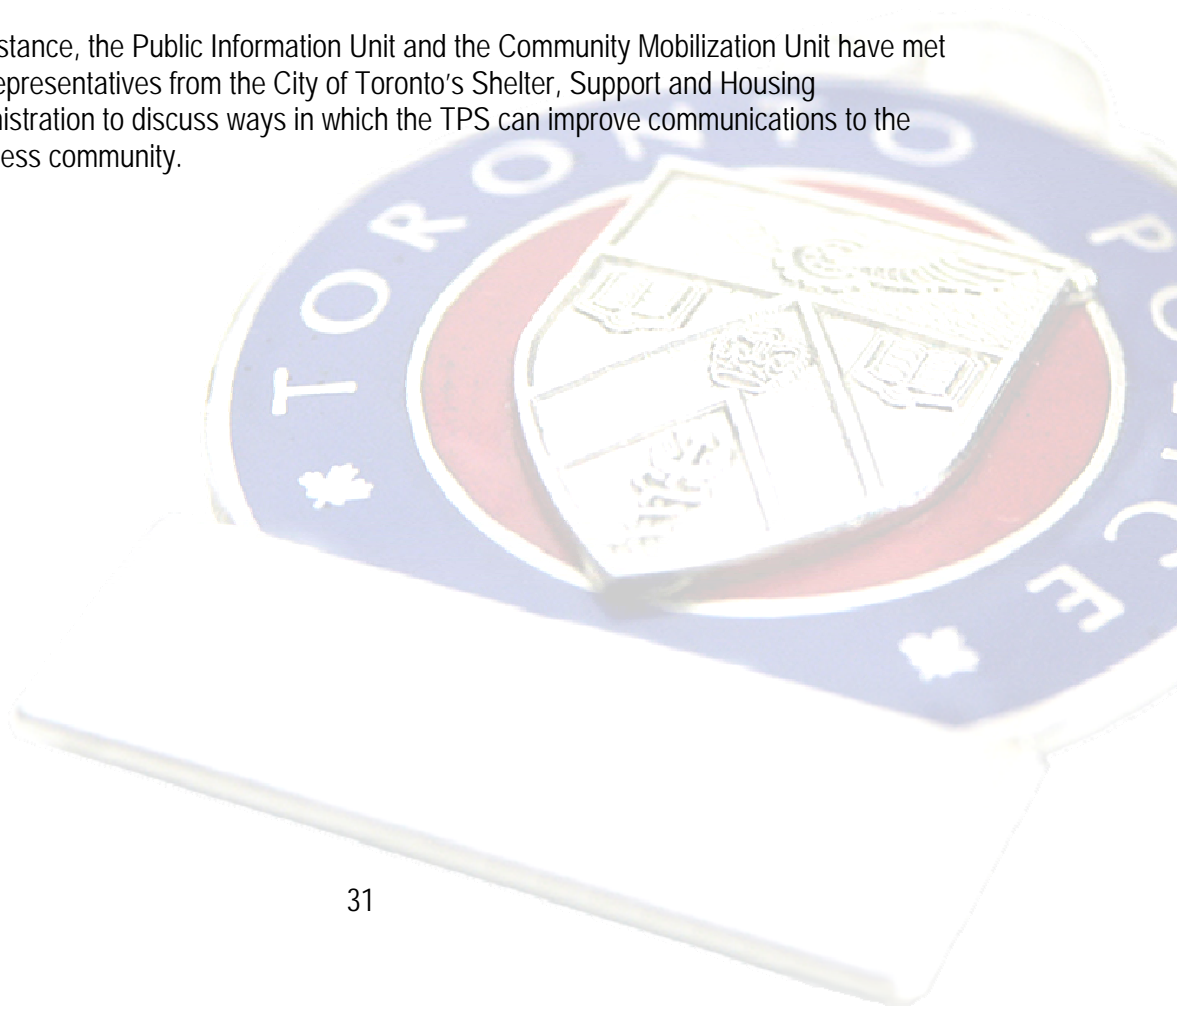 stance, the Public Information Unit and the Community Mobilization Unit have met
epresentatives from the City of Toronto's Shelter, Support and Housing
nistration to discuss ways in which the TPS can improve communications to the
ess community.
TORONTO POLICE
31